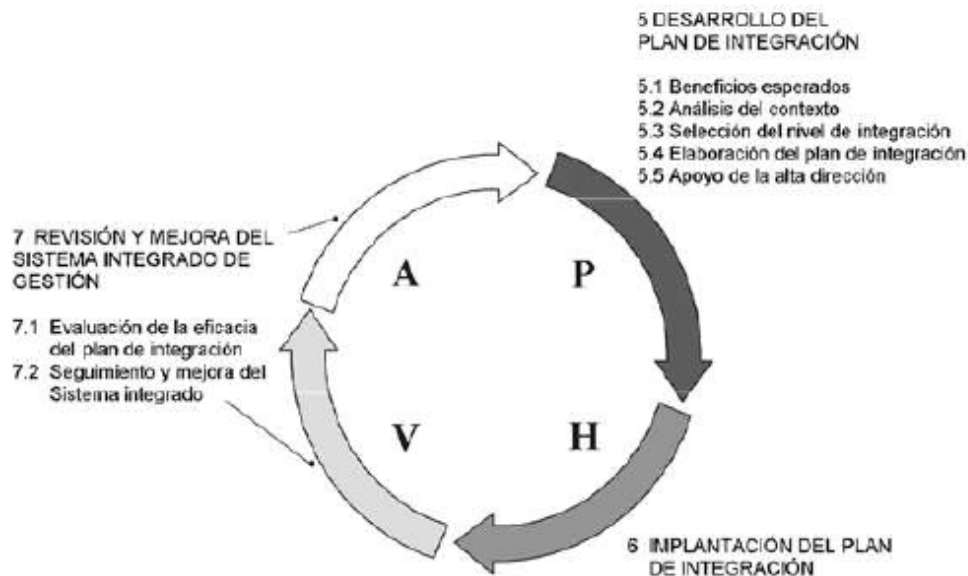 5 DESARROLLO DEL
PLAN DE INTEGRACIÓN
5.1 Beneficios esperados
5.2 Análisis del contexto
5.3 Selección del nivel de integración
5.4 Elaboración del plan de integración
5.5 Apoyo de la alta dirección
7 REVISIÓN Y MEJORA DEL
SISTEMA INTEGRADO DE
GESTIÓN
7.1 Evaluación de la eficacia
del plan de integración
7.2 Seguimiento y mejora del
Sistema integrado
A
P
V
H
6 IMPLANTACIÓN DEL PLAN
DE INTEGRACIÓN